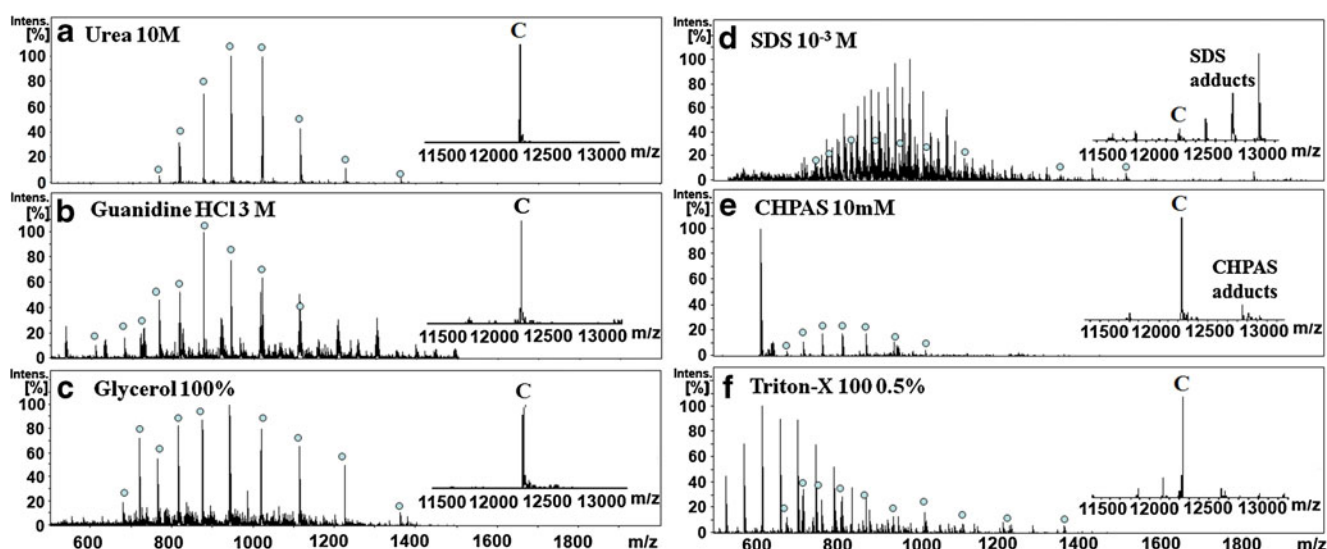 Intens.
[%]
a Urea 10M
100
80
60
40
20
0
C
11500 12000 12500 13000 m/z
Intens.
[%]
b Guanidine HCl 3 M
100
80
60
40
20
0
C
11500 12000 12500 13000 m/z
Intens.
[%]
c Glycerol 100%
100
80
60
40
20
0
C
11500 12000 12500 13000 m/z
600 800 1000 1200 1400 1600 1800 m/z
Intens.
[%]
d SDS 10-3 M
100
80
60
40
20
0
SDS
adducts
C
11500 12000 12500 13000 m/z
Intens.
[%]
e CHPAS 10mM
100
80
60
40
20
0
C
CHPAS
adducts
11500 12000 12500 13000 m/z
Intens.
[%]
f Triton-X 100 0.5%
100
80
60
40
20
0
C
11500 12000 12500 13000 m/z
600 800 1000 1200 1400 1600 1800 m/z